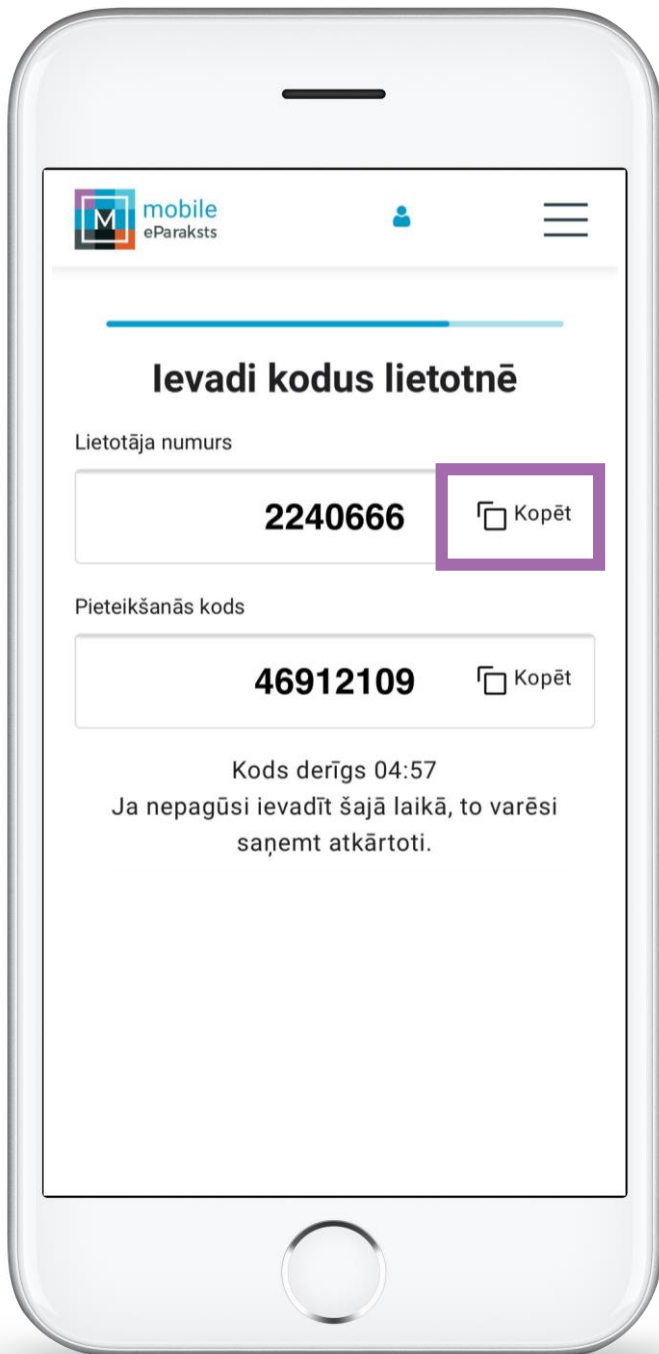 M
mobile
eParaksts
Ievadi kodus lietotnē
Lietotāja numurs
2240666 Kopēt
Pieteikšanās kods
46912109 Kopēt
Kods derīgs 04:57
Ja nepagūsi ievadīt šajā laikā, to varēsi
saņemt atkārtoti.